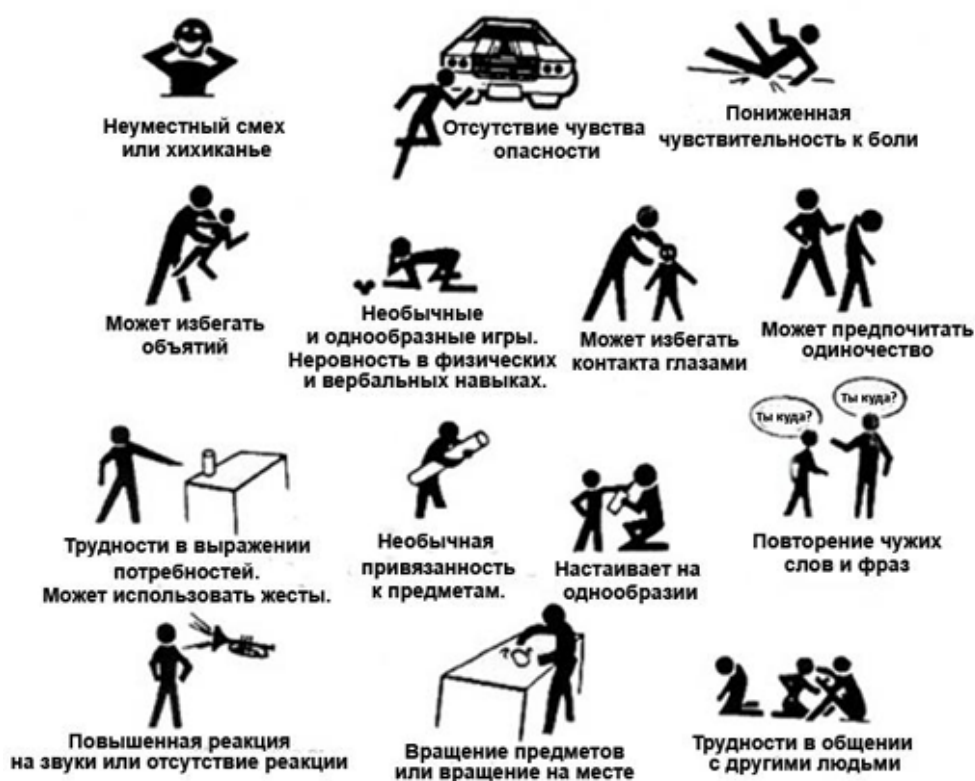 Неуместный смех
или хихиканье
Отсутствие чувства
опасности
Пониженная
чувствительность к боли
Может избегать
объятий
Необычные
и однообразные игры.
Неровность в физических
и вербальных навыках.
Может избегать
контакта глазами
Может предпочитать
одиночество
Трудности в выражении
потребностей.
Может использовать жесты.
Необычная
привязанность
к предметам.
Настаивает на
однообразии
Ты куда?
Ты куда?
Повторение чужих
слов и фраз
Повышенная реакция
на звуки или отсутствие реакции
Вращение предметов
или вращение на месте
Трудности в общении
с другими людьми